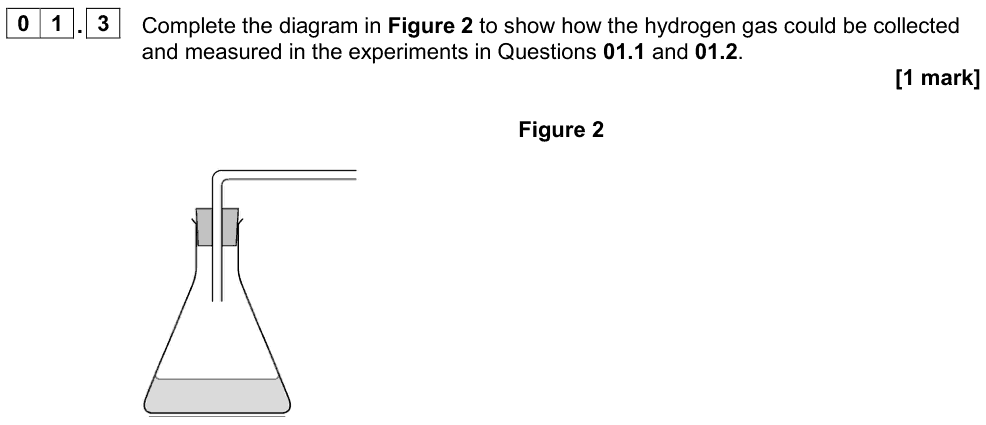 0 1 . 3 Complete the diagram in Figure 2 to show how the hydrogen gas could be collected
and measured in the experiments in Questions 01.1 and 01.2.
[1 mark]
Figure 2